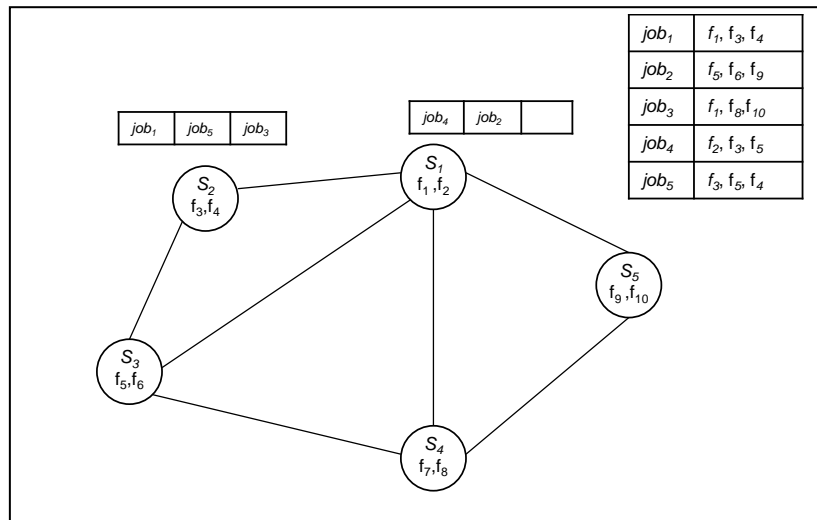 job₁ f₁, f₃, f₄
job₂ f₅, f₆, f₉
job₃ f₁, f₈,f₁₀
job₄ f₂, f₃, f₅
job₅ f₃, f₅, f₄
job₁ job₅ job₃
job₄ job₂
S₁
f₁ ,f₂
S₂
f₃,f₄
S₅
f₉ ,f₁₀
S₃
f₅,f₆
S₄
f₇,f₈